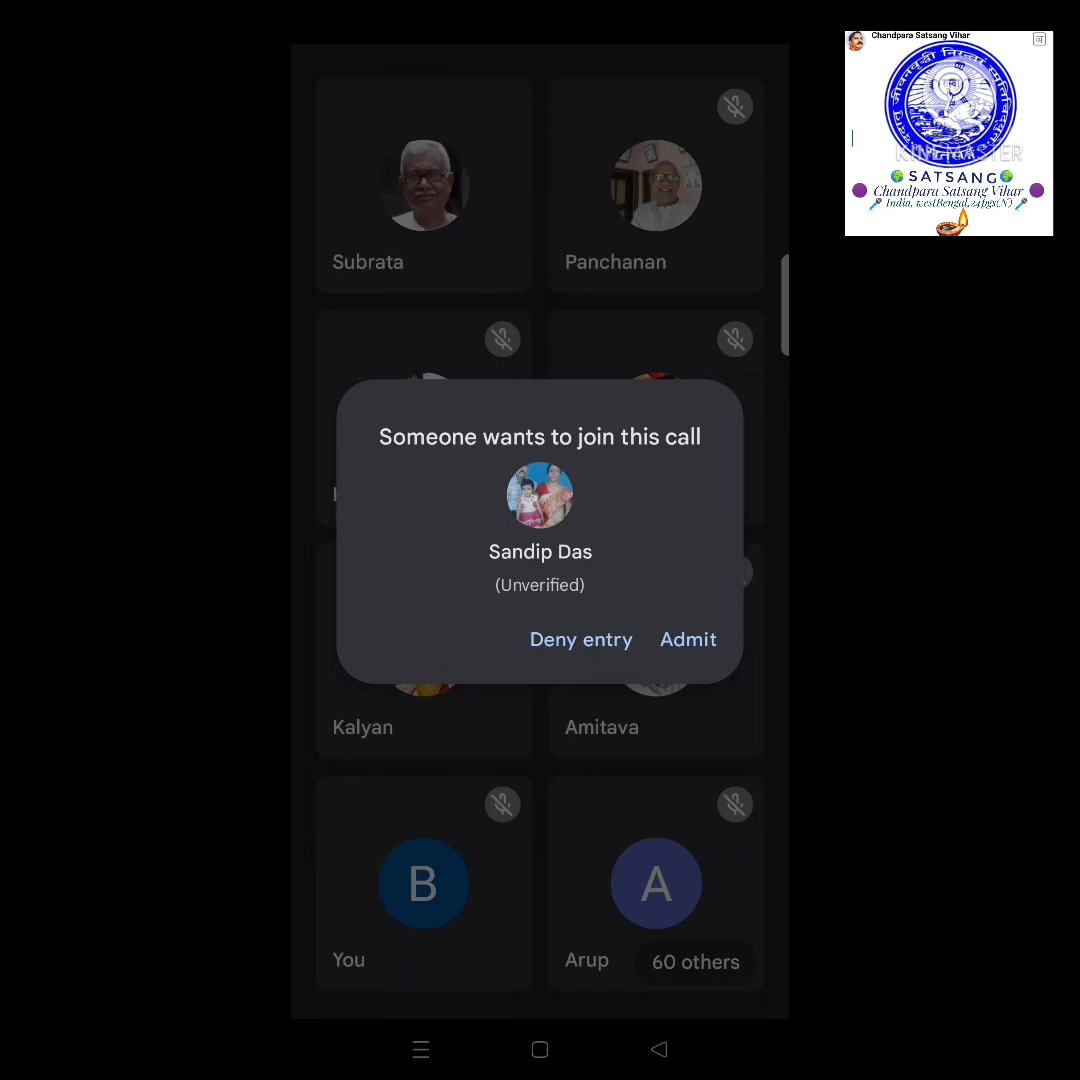 Chandpara Satsang Vihar
अ
KINEMASTER
SATSANG
Chandpara Satsang Vihar
India, westBengal,24pgs(N)
Subrata
Panchanan
Someone wants to join this call
Sandip Das
(Unverified)
Deny entry
Admit
Kalyan
Amitava
B
A
You
Arup
60 others